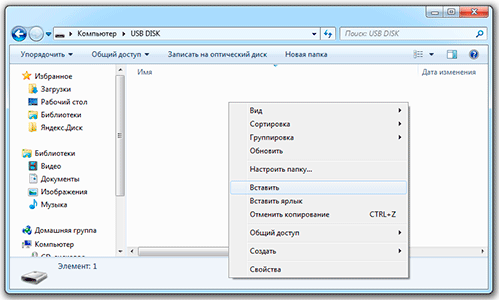 Компьютер ▸ USB DISK
Поиск: USB DISK
Упорядочить Общий доступ Записать на оптический диск Новая папка
Избранное
Загрузки
Рабочий стол
Библиотеки
Яндекс.Диск
Библиотеки
Видео
Документы
Изображения
Музыка
Домашняя группа
Компьютер
Имя
Дата изменения
Вид
Сортировка
Группировка
Обновить
Настроить папку...
Вставить
Вставить ярлык
Отменить копирование CTRL+Z
Общий доступ
Создать
Свойства
Элемент: 1